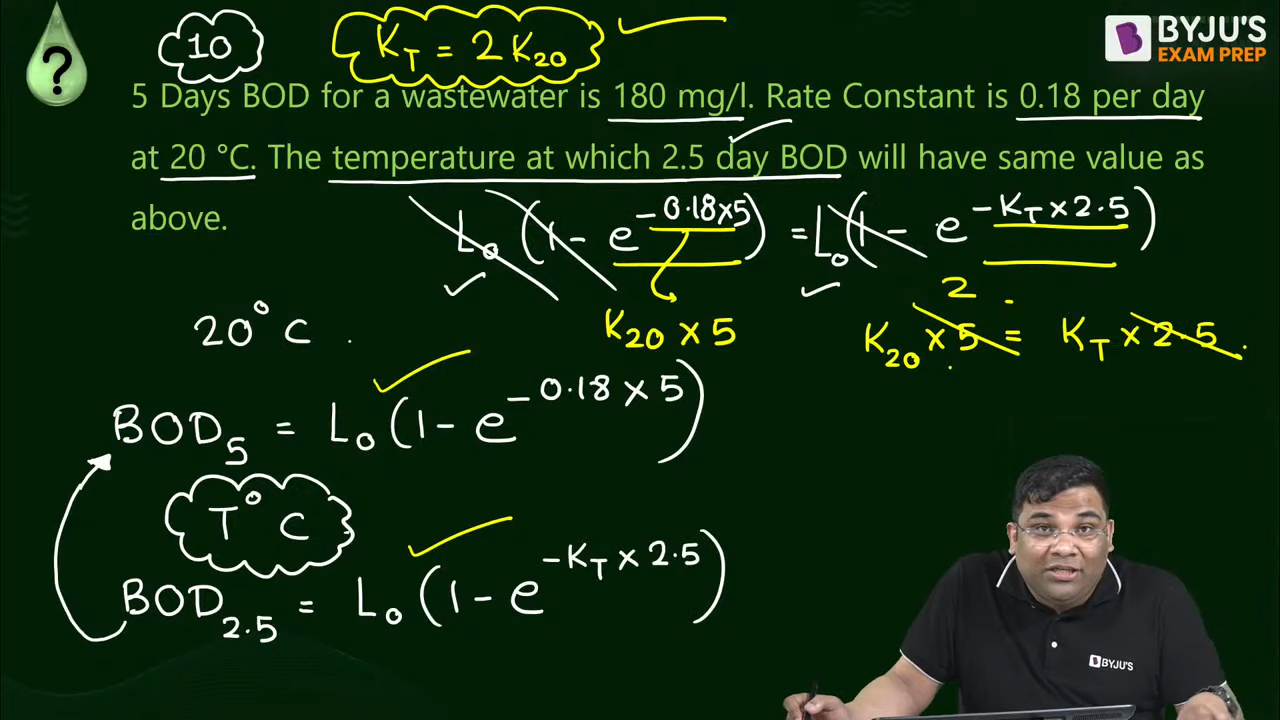 ?
10
K_T = 2 K_20
BYJU'S
EXAM PREP
5 Days BOD for a wastewater is 180 mg/l. Rate Constant is 0.18 per day
at 20 °C. The temperature at which 2.5 day BOD will have same value as
above.
L_0 (1 - e^{-0.18×5}) = L_0 (1 - e^{-K_T×2.5})
2
K_20 × 5
K_20 × 5 = K_T × 2.5
20°C
BOD_5 = L_0 (1 - e^{-0.18×5})
T°C
BOD_2.5 = L_0 (1 - e^{-K_T×2.5})
BYJU'S